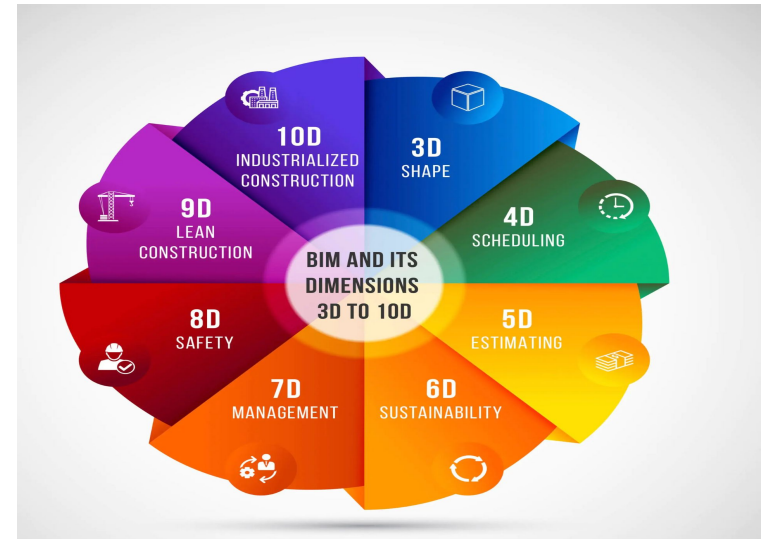 BIM AND ITS
DIMENSIONS
3D TO 10D
3D
SHAPE
4D
SCHEDULING
5D
ESTIMATING
6D
SUSTAINABILITY
7D
MANAGEMENT
8D
SAFETY
9D
LEAN
CONSTRUCTION
10D
INDUSTRIALIZED
CONSTRUCTION